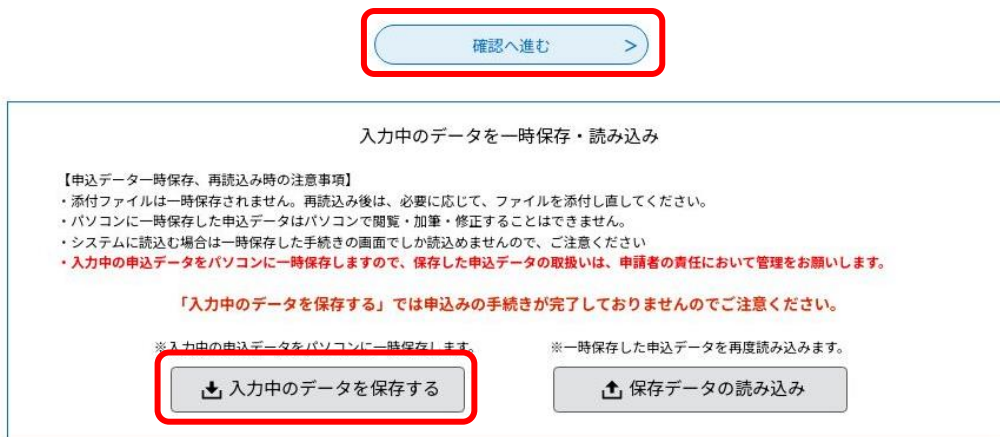 確認へ進む >
入力中のデータを一時保存・読み込み
【申込データ一時保存、再読込み時の注意事項】
・添付ファイルは一時保存されません。再読込み後は、必要に応じて、ファイルを添付し直してください。
・パソコンに一時保存した申込データはパソコンで閲覧・加筆・修正することはできません。
・システムに読込む場合は一時保存した手続きの画面でしか読込めませんので、ご注意ください
・入力中の申込データをパソコンに一時保存しますので、保存した申込データの取扱いは、申請者の責任において管理をお願いします。
「入力中のデータを保存する」では申込みの手続きが完了しておりませんのでご注意ください。
※入力中の申込データをパソコンに一時保存します。 ※一時保存した申込データを再度読み込みます。
入力中のデータを保存する 保存データの読み込み